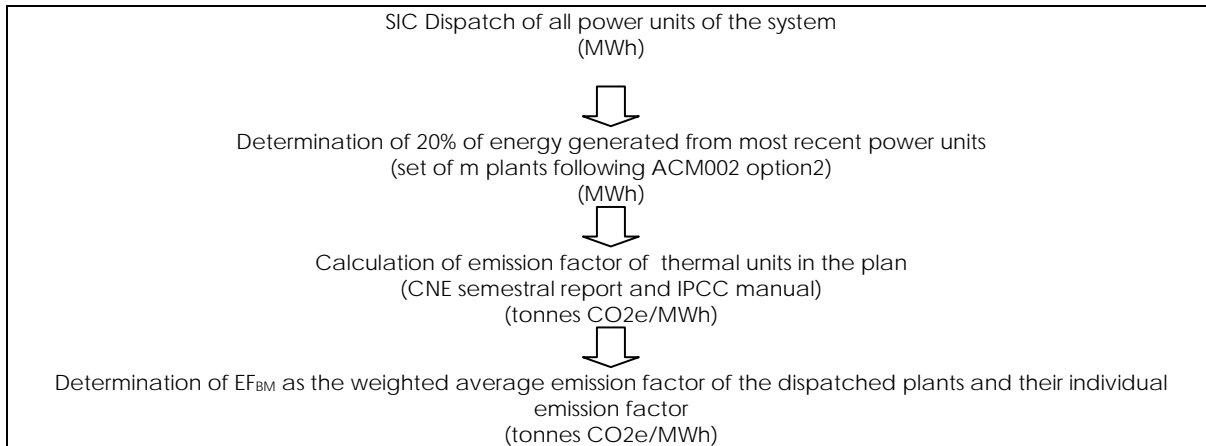 SIC Dispatch of all power units of the system
(MWh)
Determination of 20% of energy generated from most recent power units
(set of m plants following ACM002 option2)
(MWh)
Calculation of emission factor of thermal units in the plan
(CNE semestral report and IPCC manual)
(tonnes CO2e/MWh)
Determination of EFBM as the weighted average emission factor of the dispatched plants and their individual
emission factor
(tonnes CO2e/MWh)